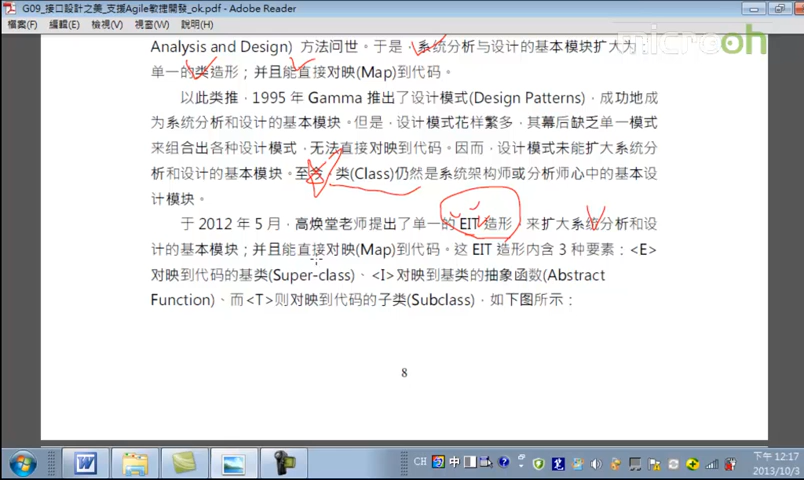 G09_接口設計之美_支援Agile敏捷開發_ok.pdf - Adobe Reader
檔案(F) 編輯(E) 檢視(V) 視窗(W) 說明(H)
microoh
Analysis and Design) 方法问世。于是，系统分析与设计的基本模块扩大为
单一的类造形；并且能直接对映(Map)到代码。
以此类推，1995 年 Gamma 推出了设计模式(Design Patterns)，成功地成
为系统分析和设计的基本模块。但是，设计模式花样繁多，其幕后缺乏单一模式
来组合出各种设计模式，无法直接对映到代码。因而，设计模式未能扩大系统分
析和设计的基本模块。至今，类(Class)仍然是系统架构师或分析师心中的基本设
计模块。
于 2012 年 5 月，高焕堂老师提出了单一的 EIT 造形，来扩大系统分析和设
计的基本模块；并且能直接对映(Map)到代码。这 EIT 造形内含 3 种要素：<E>
对映到代码的基类(Super-class)、<I>对映到基类的抽象函数(Abstract
Function)、而<T>则对映到代码的子类(Subclass)，如下图所示：
8
CH 中
下午 12:17
2013/10/3